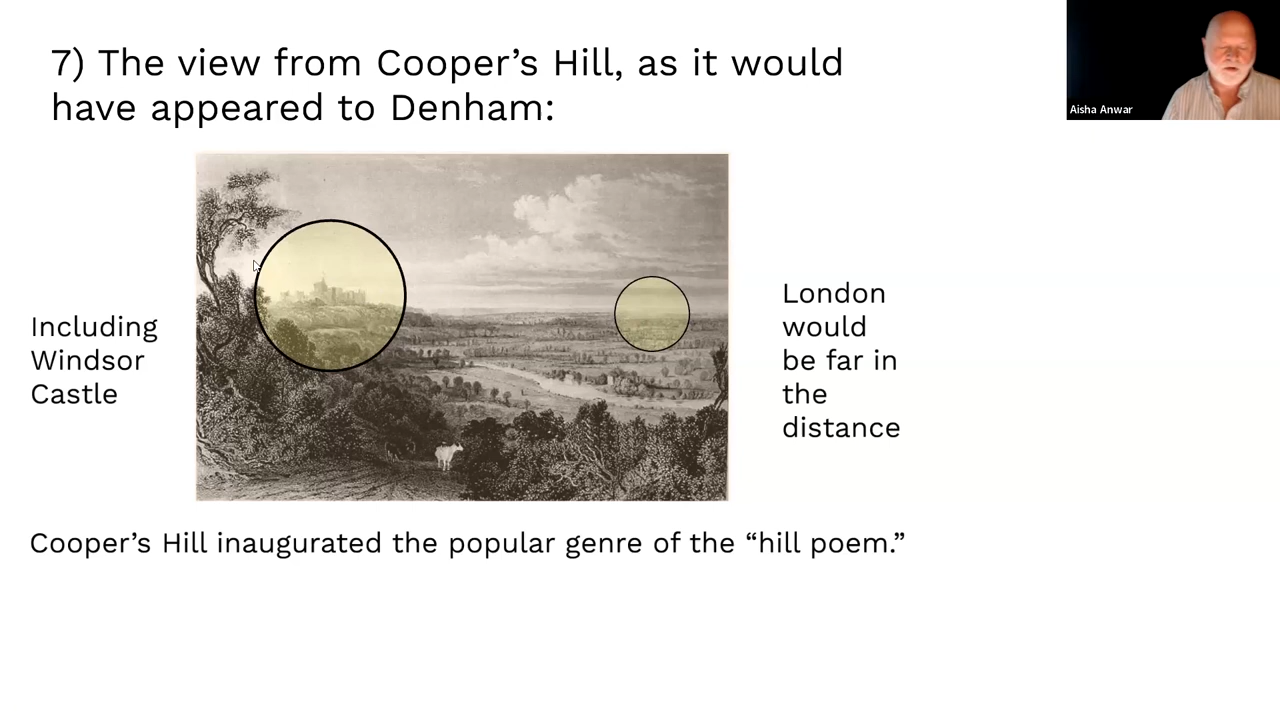 7) The view from Cooper’s Hill, as it would
have appeared to Denham:
Aisha Anwar
Including
Windsor
Castle
London
would
be far in
the
distance
Cooper’s Hill inaugurated the popular genre of the “hill poem.”